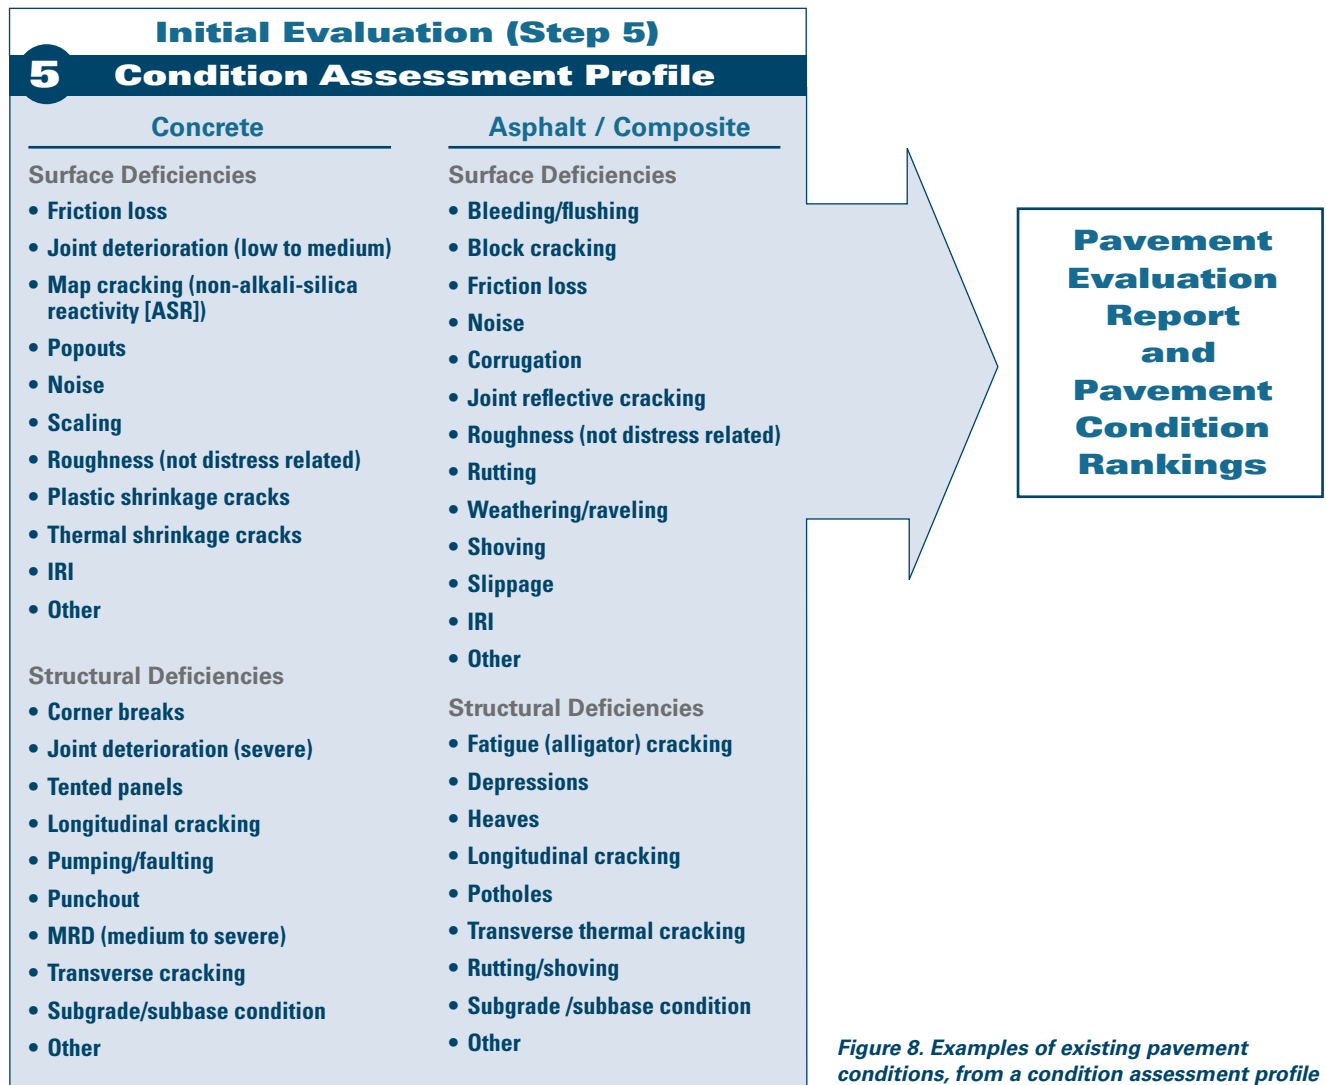 Initial Evaluation (Step 5)
5 Condition Assessment Profile
Concrete
Surface Deficiencies
• Friction loss
• Joint deterioration (low to medium)
• Map cracking (non-alkali-silica
reactivity [ASR])
• Popouts
• Noise
• Scaling
• Roughness (not distress related)
• Plastic shrinkage cracks
• Thermal shrinkage cracks
• IRI
• Other
Structural Deficiencies
• Corner breaks
• Joint deterioration (severe)
• Tented panels
• Longitudinal cracking
• Pumping/faulting
• Punchout
• MRD (medium to severe)
• Transverse cracking
• Subgrade/subbase condition
• Other
Asphalt / Composite
Surface Deficiencies
• Bleeding/flushing
• Block cracking
• Friction loss
• Noise
• Corrugation
• Joint reflective cracking
• Roughness (not distress related)
• Rutting
• Weathering/raveling
• Shoving
• Slippage
• IRI
• Other
Structural Deficiencies
• Fatigue (alligator) cracking
• Depressions
• Heaves
• Longitudinal cracking
• Potholes
• Transverse thermal cracking
• Rutting/shoving
• Subgrade /subbase condition
• Other
Pavement
Evaluation
Report
and
Pavement
Condition
Rankings
Figure 8. Examples of existing pavement
conditions, from a condition assessment profile